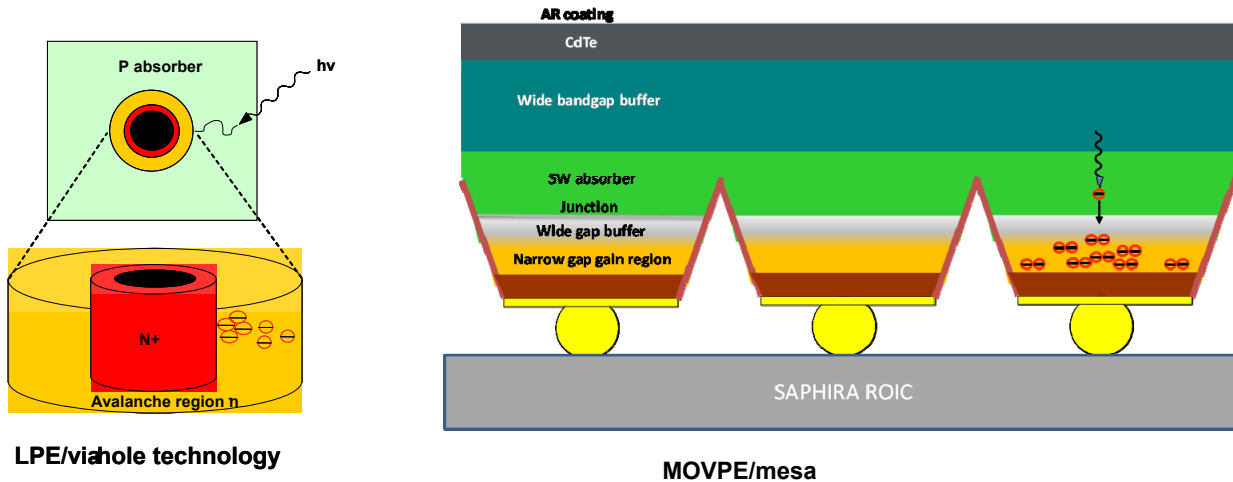 P absorber
hv
N+
Avalanche region n
LPE/viahole technology
AR coating
CdTe
Wide bandgap buffer
SW absorber
Junction
Wide gap buffer
Narrow gap gain region
SAPHIRA ROIC
MOVPE/mesa